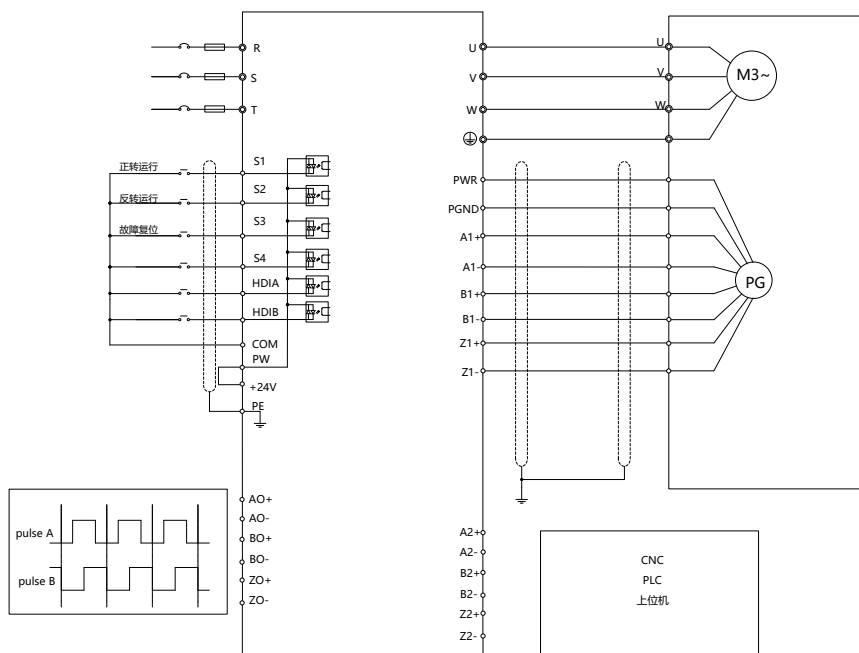 R
S
T
正转运行
S1
反转运行
S2
故障复位
S3
S4
HDIA
HDIB
COM
PW
+24V
PE
AO+
AO-
BO+
BO-
ZO+
ZO-
pulse A
pulse B
U
V
W
U
V
W
M3~
PWR
PGND
A1+
A1-
B1+
B1-
Z1+
Z1-
PG
A2+
A2-
B2+
B2-
Z2+
Z2-
CNC
PLC
上位机